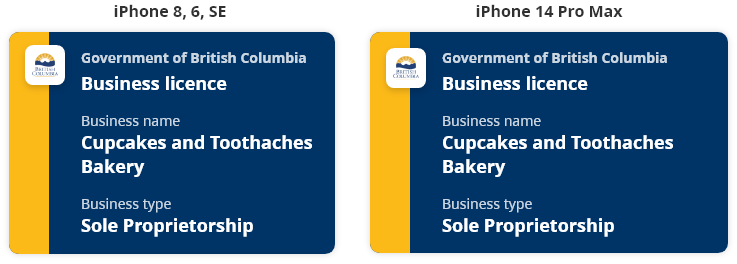 iPhone 8, 6, SE
Government of British Columbia
Business licence
Business name
Cupcakes and Toothaches
Bakery
Business type
Sole Proprietorship
BRITISH
COLUMBIA
iPhone 14 Pro Max
Government of British Columbia
Business licence
Business name
Cupcakes and Toothaches
Bakery
Business type
Sole Proprietorship
BRITISH
COLUMBIA